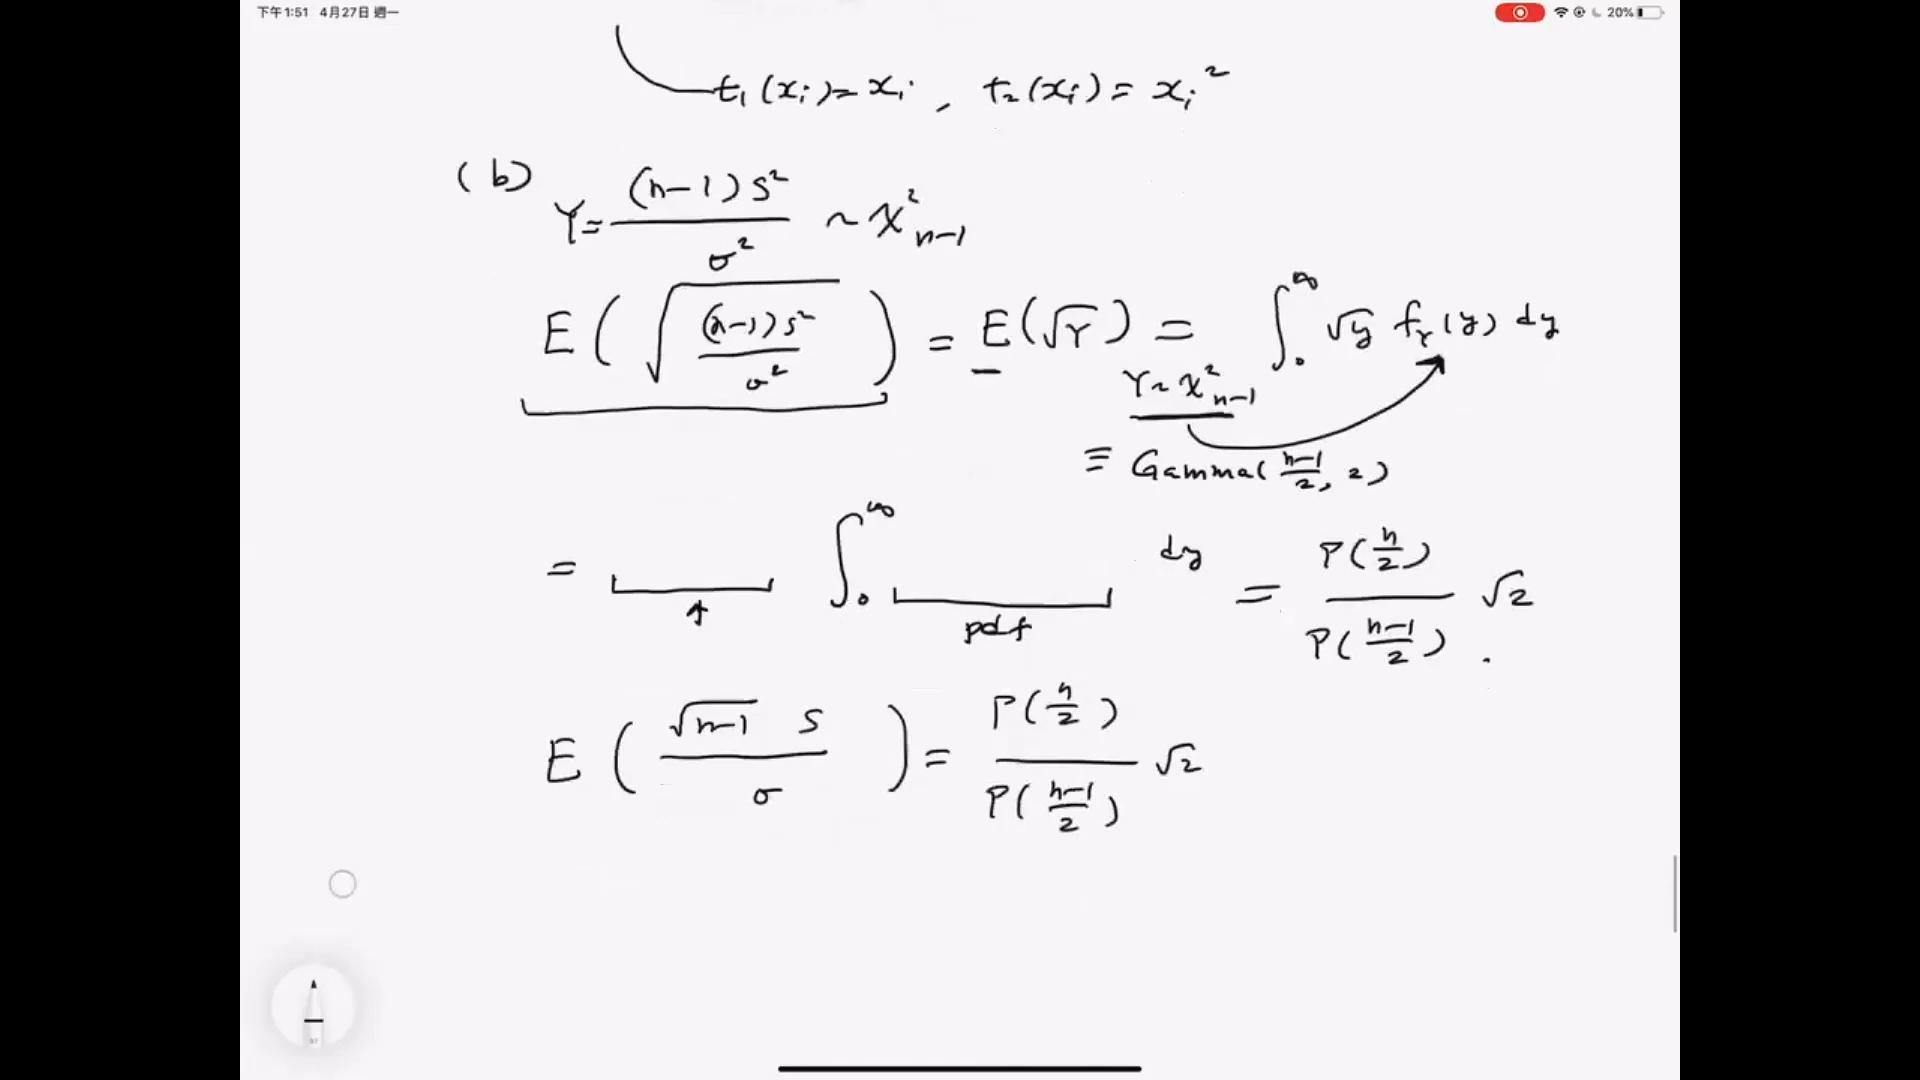 下午1:51 4月27日 週一 20%
t₁(xᵢ)=xᵢ, t₂(xᵢ)=xᵢ²
(b) Y=(n-1)S²/σ² ~ χ²ₙ₋₁
E(√((n-1)S²/σ²)) = E(√Y) = ∫₀^∞ √y f_Y(y) dy
Y~χ²ₙ₋₁
≡ Gamma((n-1)/2, 2)
= ∫₀^∞ dy = Γ(n/2)/Γ((n-1)/2) √2.
pdf
E(√(n-1) S/σ) = Γ(n/2)/Γ((n-1)/2) √2